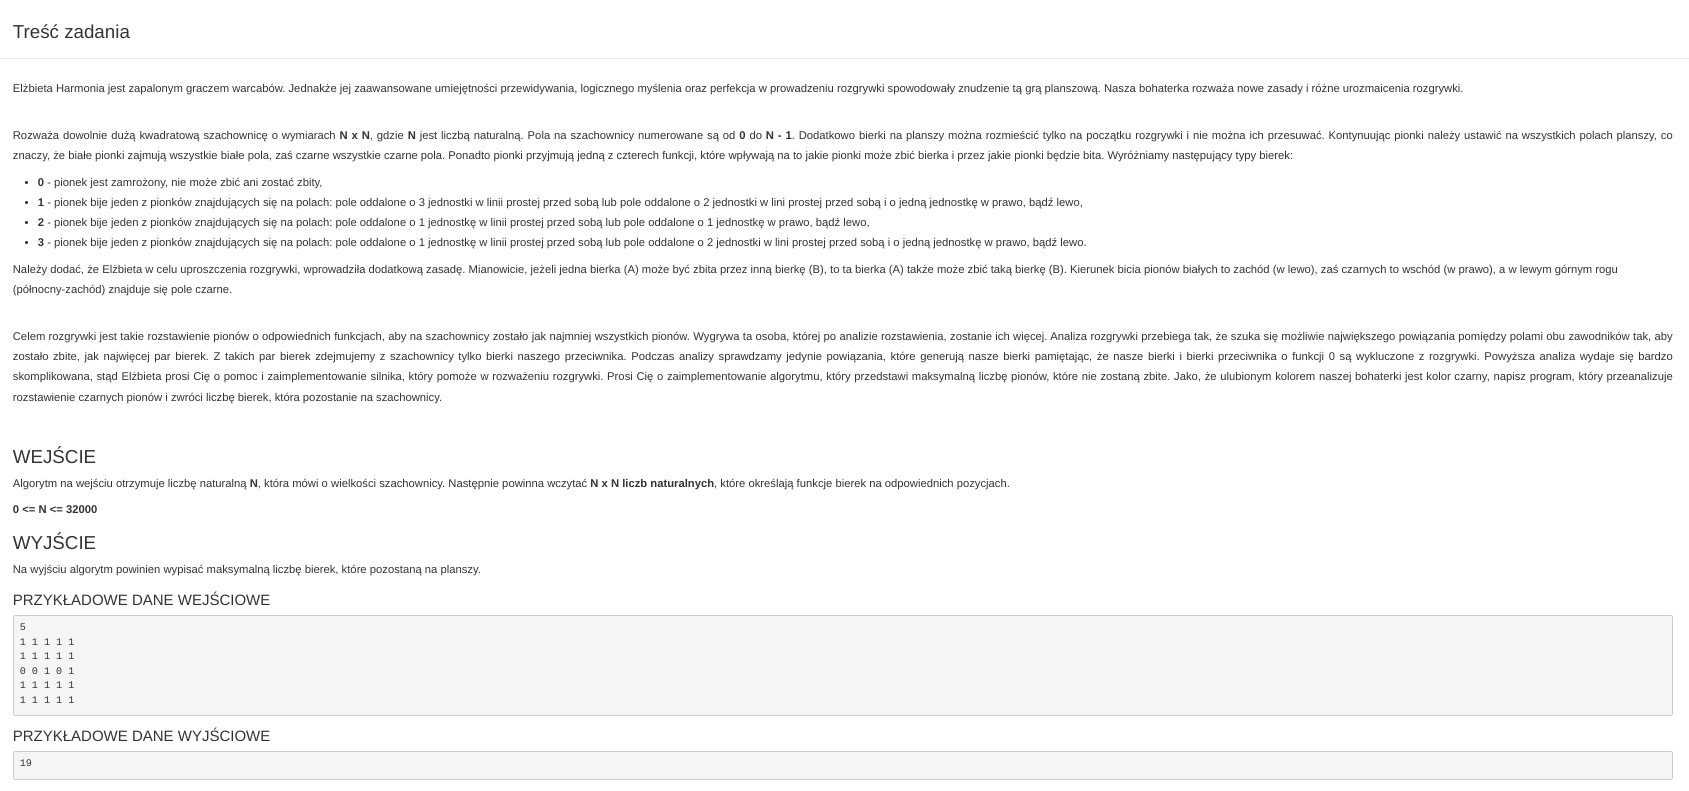 Treść zadania
Elżbieta Harmonia jest zapalonym graczem warcabów. Jednakże jej zaawansowane umiejętności przewidywania, logicznego myślenia oraz perfekcja w prowadzeniu rozgrywki spowodowały znudzenie tą grą planszową. Nasza bohaterka rozważa nowe zasady i różne urozmaicenia rozgrywki.
Rozważa dowolnie dużą kwadratową szachownicę o wymiarach N x N, gdzie N jest liczbą naturalną. Pola na szachownicy numerowane są od 0 do N - 1. Dodatkowo bierki na planszy można rozmieścić tylko na początku rozgrywki i nie można ich przesuwać. Kontynuując pionki należy ustawić na wszystkich polach planszy, co
znaczy, że białe pionki zajmują wszystkie białe pola, zaś czarne wszystkie czarne pola. Ponadto pionki przyjmują jedną z czterech funkcji, które wpływają na to jakie pionki może zbić bierka i przez jakie pionki będzie bita. Wyróżniamy następujący typy bierek:
• 0 - pionek jest zamrożony, nie może zbić ani zostać zbity,
• 1 - pionek bije jeden z pionków znajdujących się na polach: pole oddalone o 3 jednostki w linii prostej przed sobą lub pole oddalone o 2 jednostki w lini prostej przed sobą i o jedną jednostkę w prawo, bądź lewo,
• 2 - pionek bije jeden z pionków znajdujących się na polach: pole oddalone o 1 jednostkę w linii prostej przed sobą lub pole oddalone o 1 jednostkę w prawo, bądź lewo,
• 3 - pionek bije jeden z pionków znajdujących się na polach: pole oddalone o 1 jednostkę w linii prostej przed sobą lub pole oddalone o 2 jednostki w lini prostej przed sobą i o jedną jednostkę w prawo, bądź lewo.
Należy dodać, że Elżbieta w celu uproszczenia rozgrywki, wprowadziła dodatkową zasadę. Mianowicie, jeżeli jedna bierka (A) może być zbita przez inną bierkę (B), to ta bierka (A) także może zbić taką bierkę (B). Kierunek bicia pionów białych to zachód (w lewo), zaś czarnych to wschód (w prawo), a w lewym górnym rogu
(północny-zachód) znajduje się pole czarne.
Celem rozgrywki jest takie rozstawienie pionów o odpowiednich funkcjach, aby na szachownicy zostało jak najmniej wszystkich pionów. Wygrywa ta osoba, której po analizie rozstawienia, zostanie ich więcej. Analiza rozgrywki przebiega tak, że szuka się możliwie największego powiązania pomiędzy polami obu zawodników tak, aby
zostało zbite, jak najwięcej par bierek. Z takich par bierek zdejmujemy z szachownicy tylko bierki naszego przeciwnika. Podczas analizy sprawdzamy jedynie powiązania, które generują nasze bierki pamiętając, że nasze bierki i bierki przeciwnika o funkcji 0 są wykluczone z rozgrywki. Powyższa analiza wydaje się bardzo
skomplikowana, stąd Elżbieta prosi Cię o pomoc i zaimplementowanie silnika, który pomoże w rozważeniu rozgrywki. Prosi Cię o zaimplementowanie algorytmu, który przedstawi maksymalną liczbę pionów, które nie zostaną zbite. Jako, że ulubionym kolorem naszej bohaterki jest kolor czarny, napisz program, który przeanalizuje
rozstawienie czarnych pionów i zwróci liczbę bierek, która pozostanie na szachownicy.
WEJŚCIE
Algorytm na wejściu otrzymuje liczbę naturalną N, która mówi o wielkości szachownicy. Następnie powinna wczytać N x N liczb naturalnych, które określają funkcje bierek na odpowiednich pozycjach.
0 <= N <= 32000
WYJŚCIE
Na wyjściu algorytm powinien wypisać maksymalną liczbę bierek, które pozostaną na planszy.
PRZYKŁADOWE DANE WEJŚCIOWE
5
1 1 1 1 1
1 1 1 1 1
0 0 1 0 1
1 1 1 1 1
1 1 1 1 1
PRZYKŁADOWE DANE WYJŚCIOWE
19